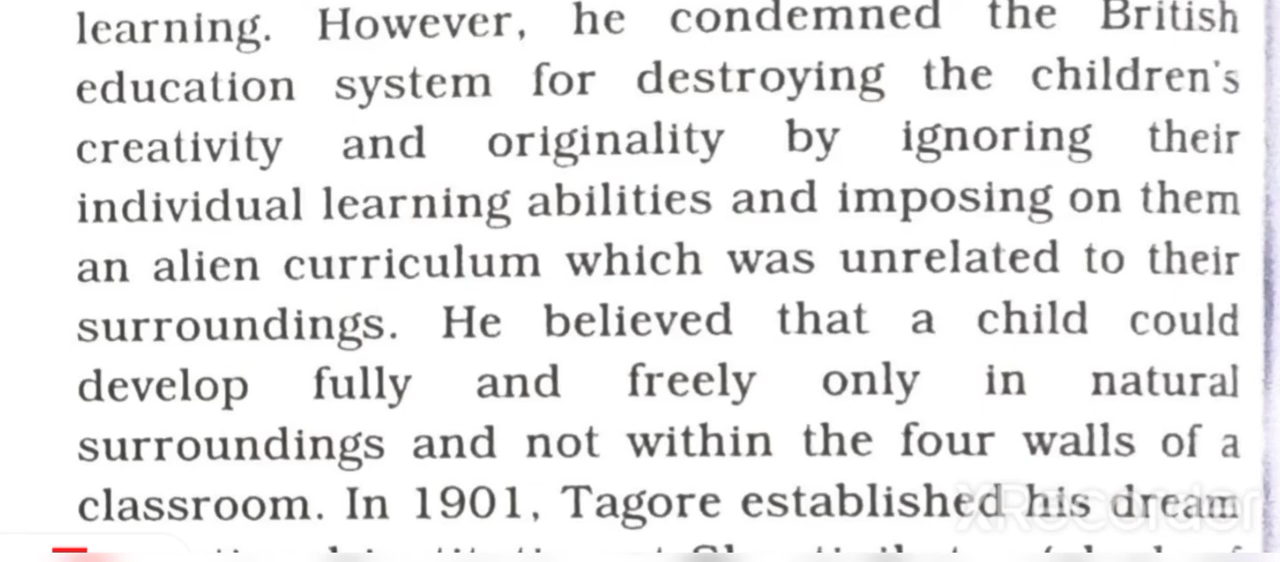 learning. However, he condemned the British
education system for destroying the children's
creativity and originality by ignoring their
individual learning abilities and imposing on them
an alien curriculum which was unrelated to their
surroundings. He believed that a child could
develop fully and freely only in natural
surroundings and not within the four walls of a
classroom. In 1901, Tagore established his dream
XRecorder